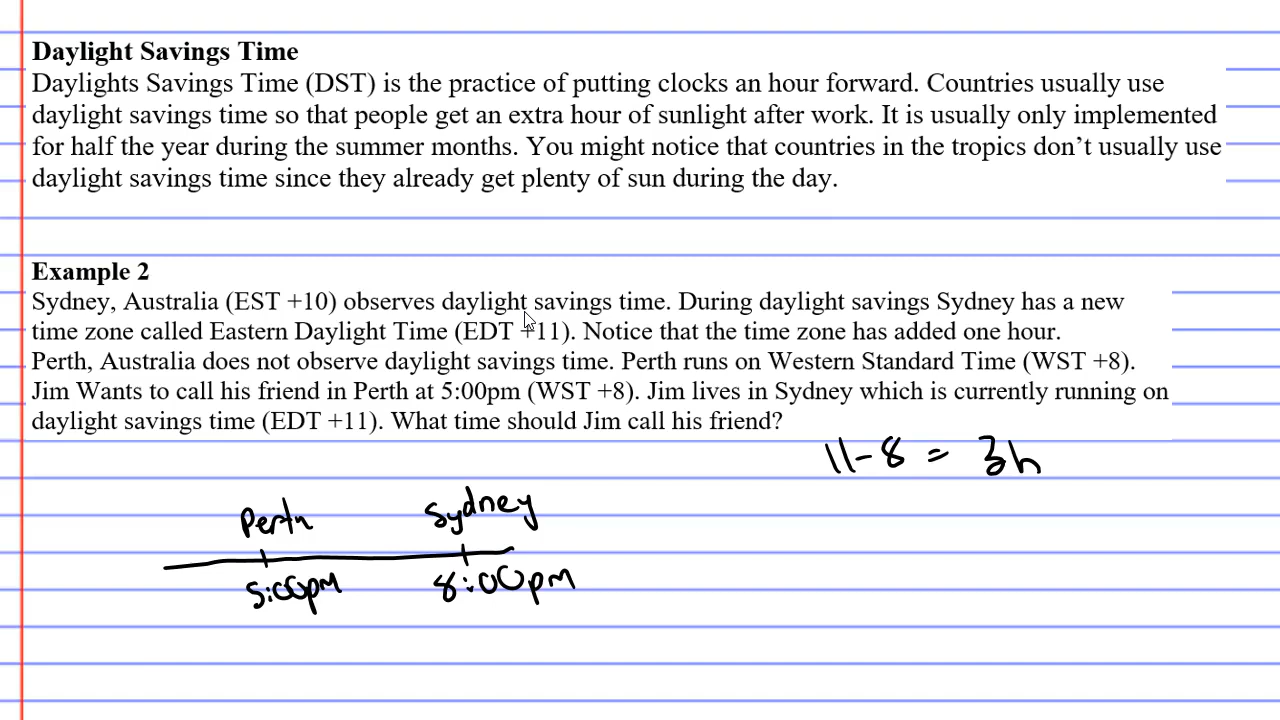 Daylight Savings Time
Daylights Savings Time (DST) is the practice of putting clocks an hour forward. Countries usually use
daylight savings time so that people get an extra hour of sunlight after work. It is usually only implemented
for half the year during the summer months. You might notice that countries in the tropics don't usually use
daylight savings time since they already get plenty of sun during the day.
Example 2
Sydney, Australia (EST +10) observes daylight savings time. During daylight savings Sydney has a new
time zone called Eastern Daylight Time (EDT +11). Notice that the time zone has added one hour.
Perth, Australia does not observe daylight savings time. Perth runs on Western Standard Time (WST +8).
Jim Wants to call his friend in Perth at 5:00pm (WST +8). Jim lives in Sydney which is currently running on
daylight savings time (EDT +11). What time should Jim call his friend?
11-8 = 3h
Perth Sydney
5:00pm 8:00pm